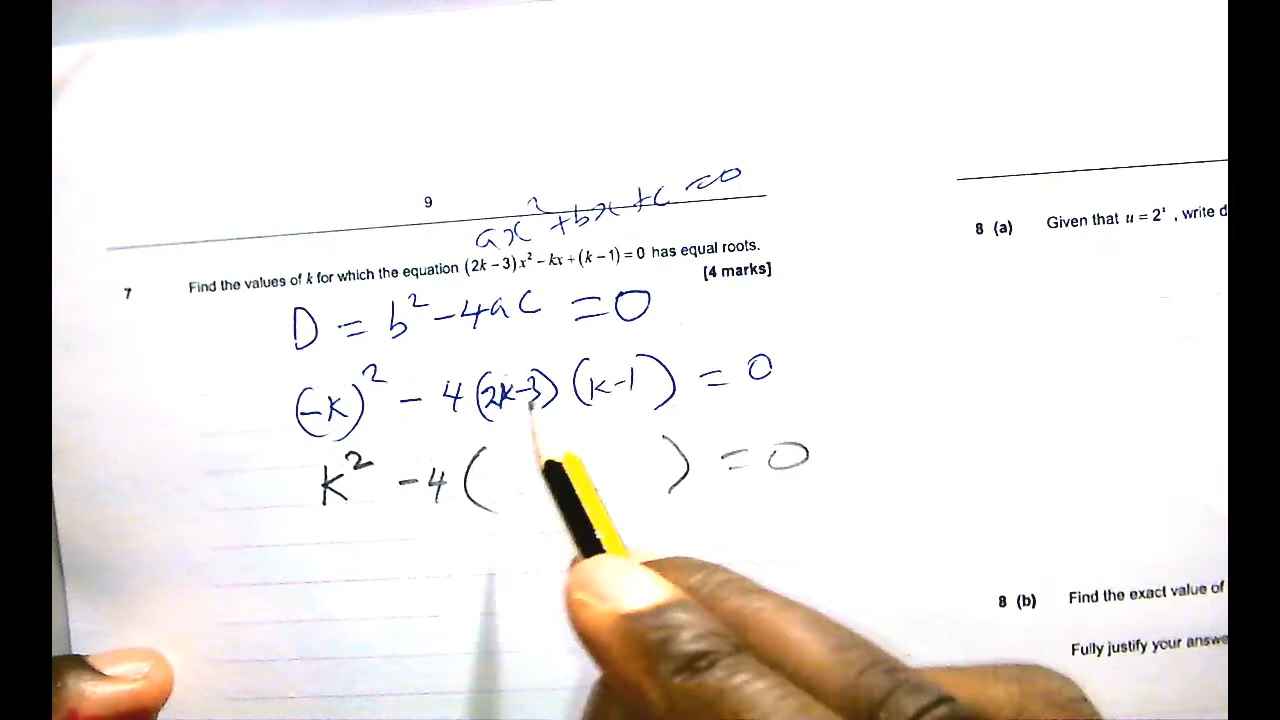 9
ax² + bx + c = 0
7 Find the values of k for which the equation (2k − 3)x² − kx + (k − 1) = 0 has equal roots.
[4 marks]
D = b² − 4ac = 0
(−k)² − 4(2k−3)(k−1) = 0
k² − 4( ) = 0
8 (a) Given that u = 2ˣ , write
8 (b) Find the exact value of
Fully justify your